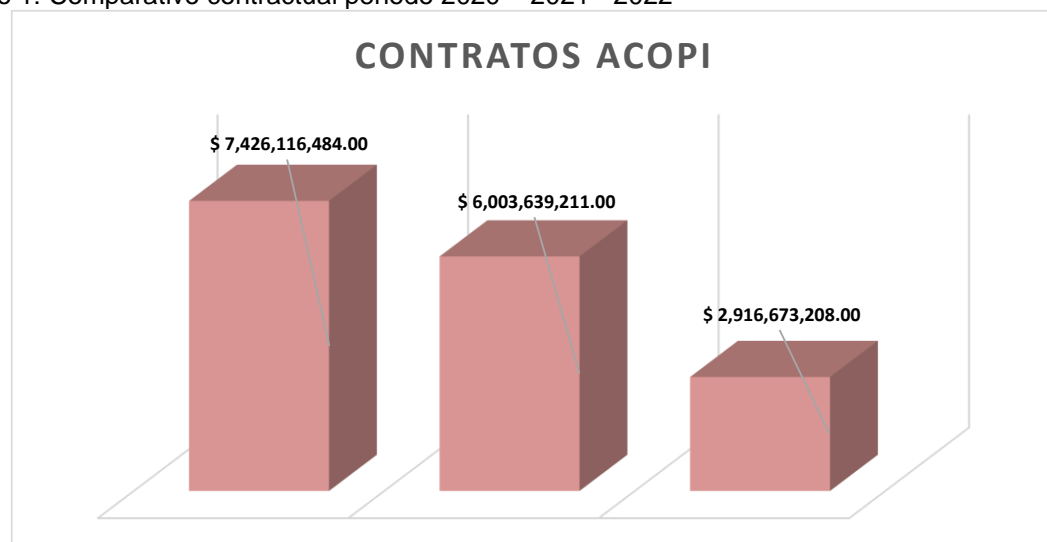 1. Comparativo contractual periodo 2020 – 2021 - 2022
CONTRATOS ACOPI
$ 7,426,116,484.00
$ 6,003,639,211.00
$ 2,916,673,208.00